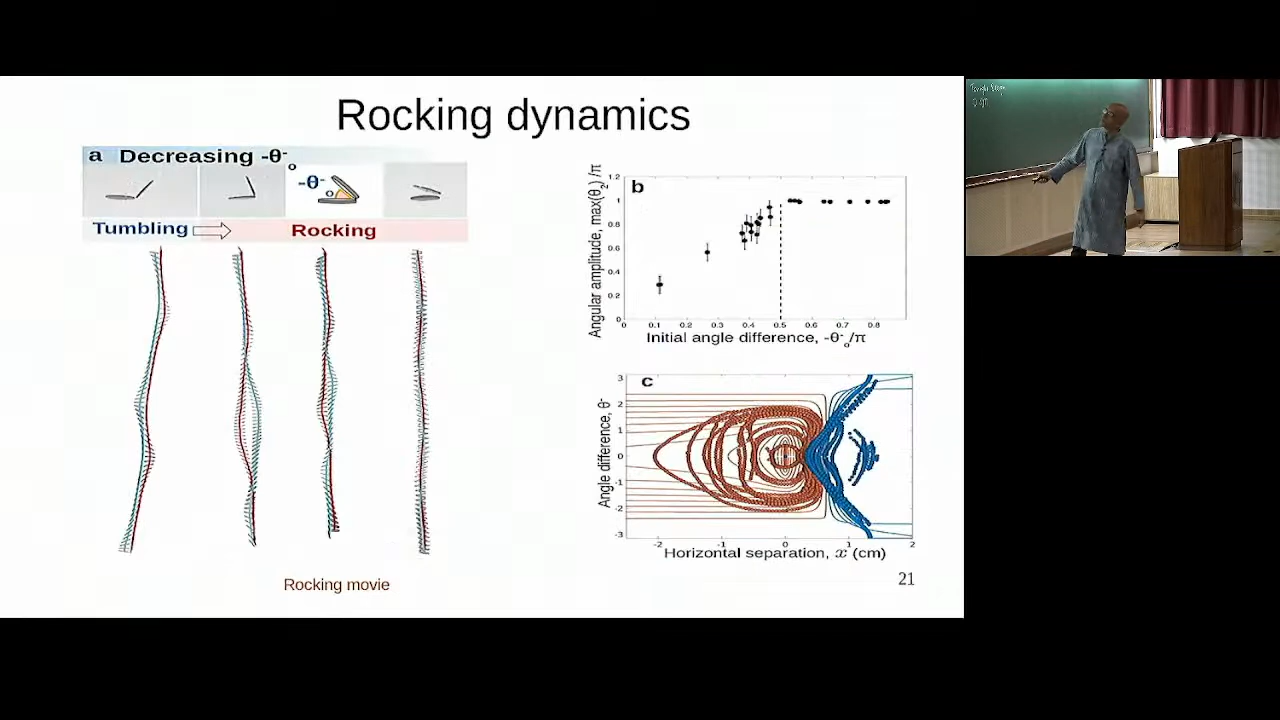 Rocking dynamics
a Decreasing -θ⁻₀
-θ⁻₀
Tumbling
Rocking
Rocking movie
b
Angular amplitude, max(θ₂)/π
1.2
1
0.8
0.6
0.4
0.2
0
0 0.1 0.2 0.3 0.4 0.5 0.6 0.7 0.8
Initial angle difference, -θ⁻₀/π
c
Angle difference, θ⁻
3
2
1
0
-1
-2
-3
-2 -1 0 1 2
Horizontal separation, x (cm)
21